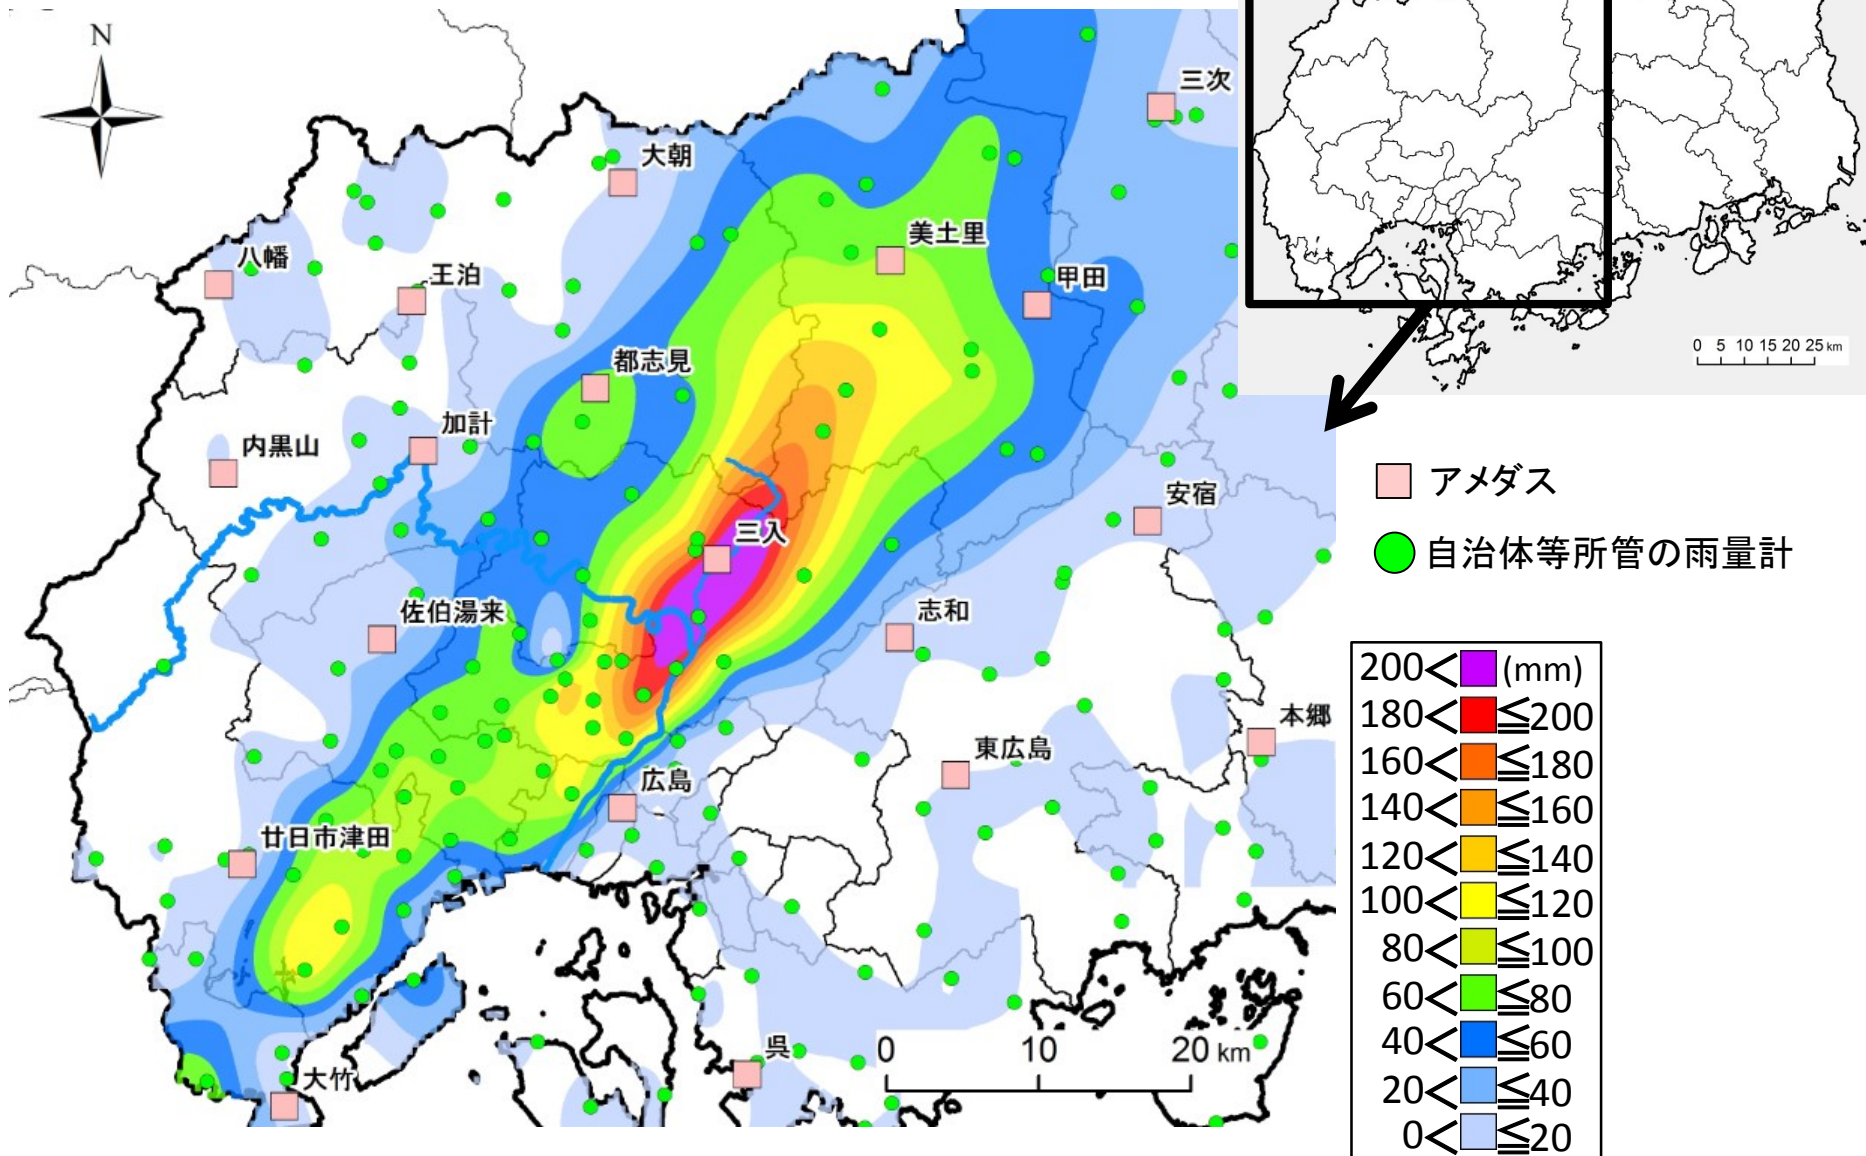 N
三次
大朝
八幡
王泊
美土里
甲田
都志見
加計
内黒山
安宿
三入
佐伯湯来
志和
本郷
東広島
広島
廿日市津田
呉
大竹
0 10 20 km
0 5 10 15 20 25 km
アメダス
自治体等所管の雨量計
200< (mm)
180< ≦200
160< ≦180
140< ≦160
120< ≦140
100< ≦120
80< ≦100
60< ≦80
40< ≦60
20< ≦40
0< ≦20